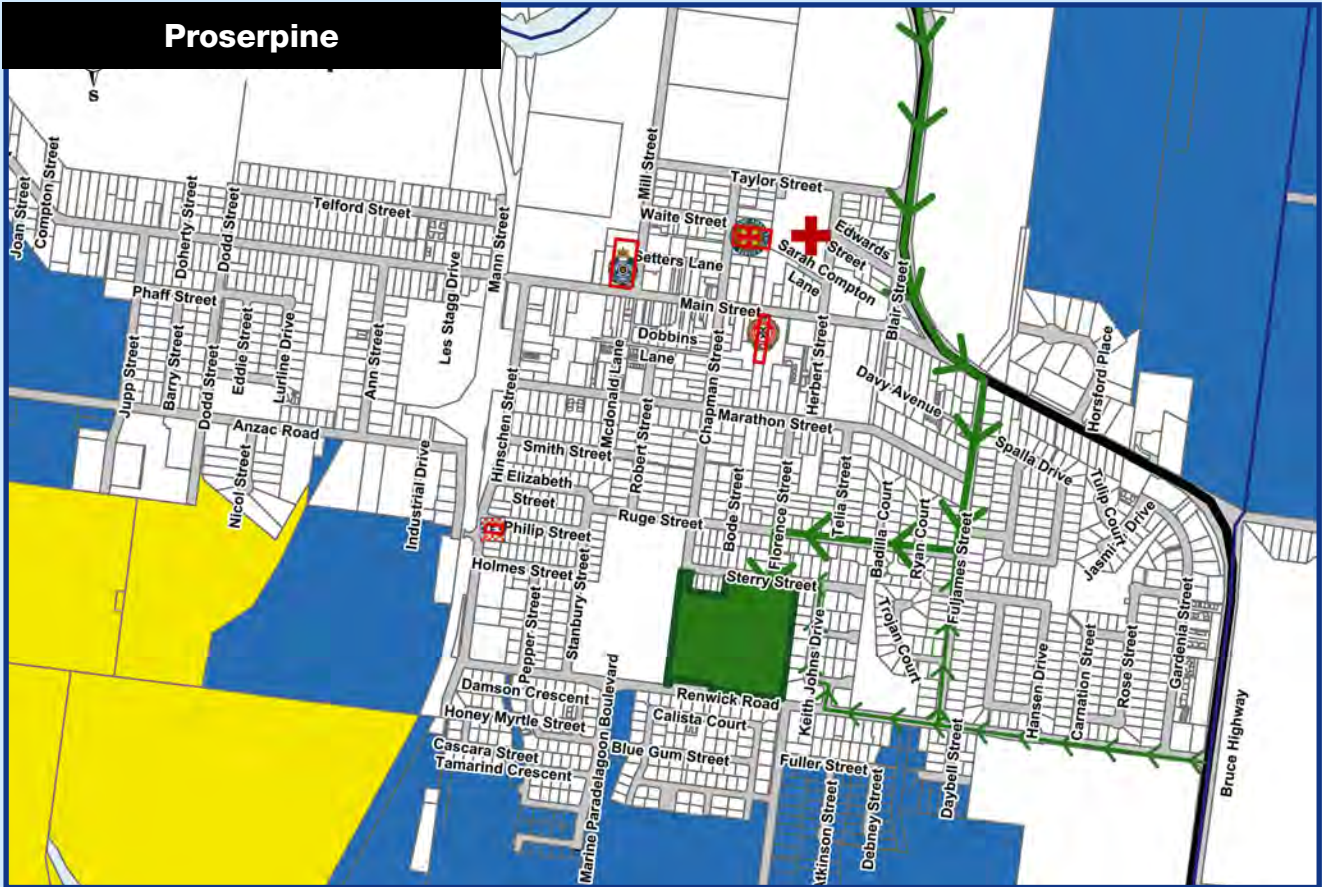 Proserpine
S
Joan Street
Compton Street
Doherty Street
Dodd Street
Telford Street
Mann Street
Mill Street
Taylor Street
Waite Street
Edwards
Street
Setters Lane
Sarah Compton
Lane
Blair Street
Phaff Street
Les Stagg Drive
Main Street
Dobbins
Lane
Jupp Street
Barry Street
Dodd Street
Eddie Street
Lurline Drive
Ann Street
Mcdonald Lane
Chapman Street
Herbert Street
Davy Avenue
Horsford Place
Hinschen Street
Marathon Street
Anzac Road
Smith Street
Robert Street
Spalla Drive
Nicol Street
Industrial Drive
Elizabeth
Street
Philip Street
Ruge Street
Bode Street
Florence Street
Telia Street
Badilla Court
Ryan Court
Fuljames Street
Tulip Court
Holmes Street
Sterry Street
Pepper Street
Stanbury Street
Keith Johns Drive
Trojan Court
Gardenia Street
Hansen Drive
Carnation Street
Rose Street
Damson Crescent
Renwick Road
Honey Myrtle Street
Calista Court
Cascara Street
Tamarind Crescent
Blue Gum Street
Fuller Street
Marine Paradelagoon Boulevard
Atkinson Street
Debney Street
Daybell Street
Bruce Highway